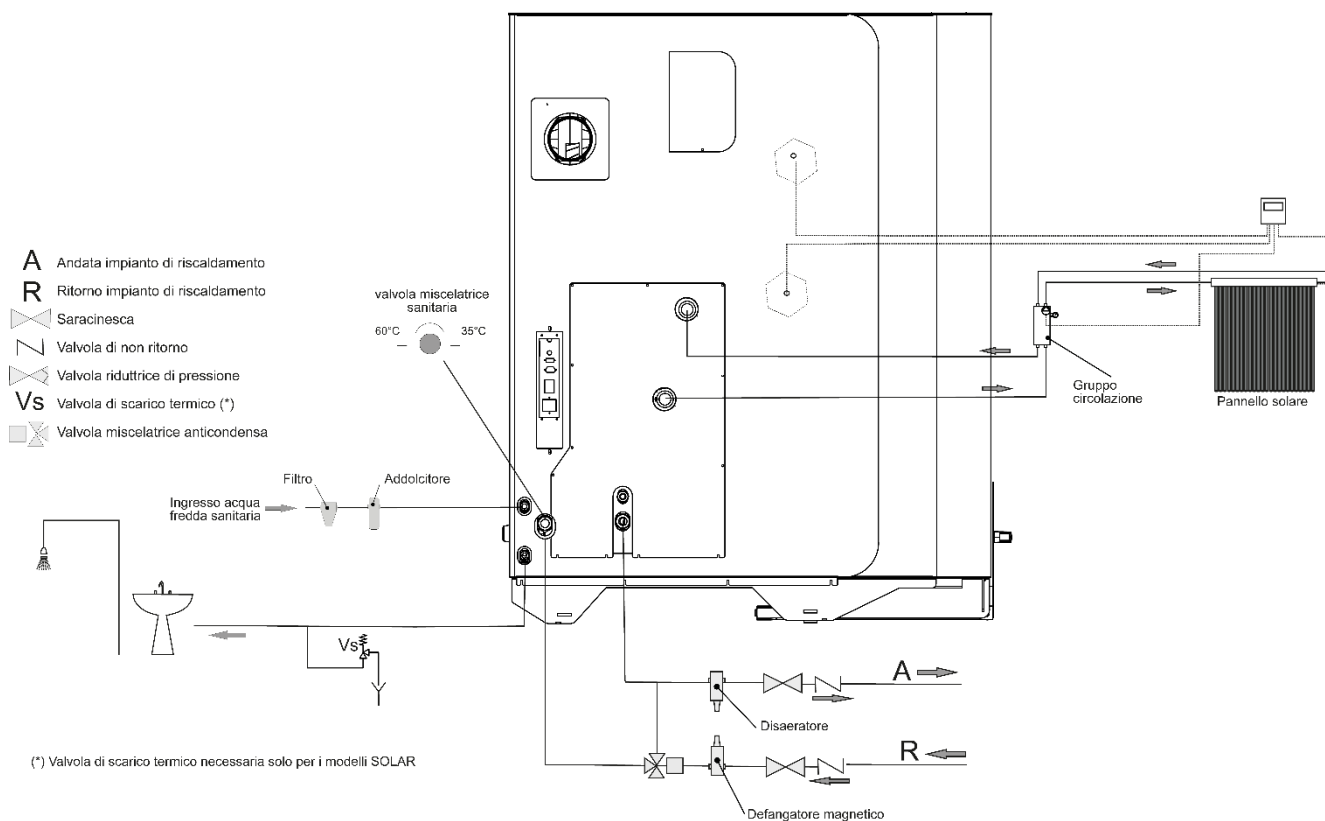 A Andata impianto di riscaldamento
R Ritorno impianto di riscaldamento
Saracinesca
Valvola di non ritorno
Valvola riduttrice di pressione
Vs Valvola di scarico termico (*)
Valvola miscelatrice anticondensa
valvola miscelatrice
sanitaria
60°C 35°C
Gruppo
circolazione
Pannello solare
Filtro
Addolcitore
Ingresso acqua
fredda sanitaria
Vs
A
Disaeratore
R
Defangatore magnetico
(*) Valvola di scarico termico necessaria solo per i modelli SOLAR